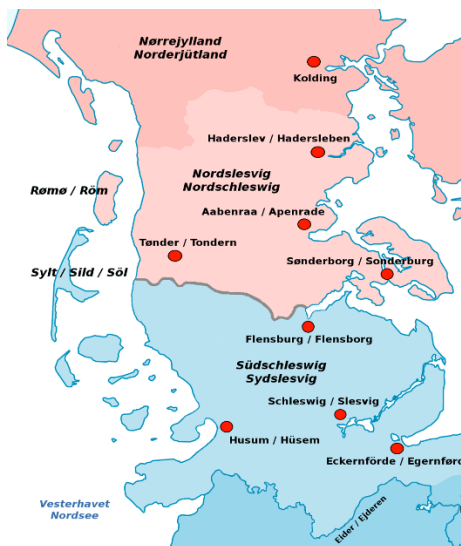 Nørrejylland
Norderjütland
Kolding
Haderslev / Hadersleben
Nordslesvig
Nordschleswig
Rømø / Röm
Aabenraa / Apenrade
Tønder / Tondern
Sønderborg / Sonderburg
Sylt / Sild / Söl
Flensburg / Flensborg
Südschleswig
Sydslesvig
Schleswig / Slesvig
Husum / Hüsem
Eckernförde / Egernførd
Vesterhavet
Nordsee
Eider / Ejderen